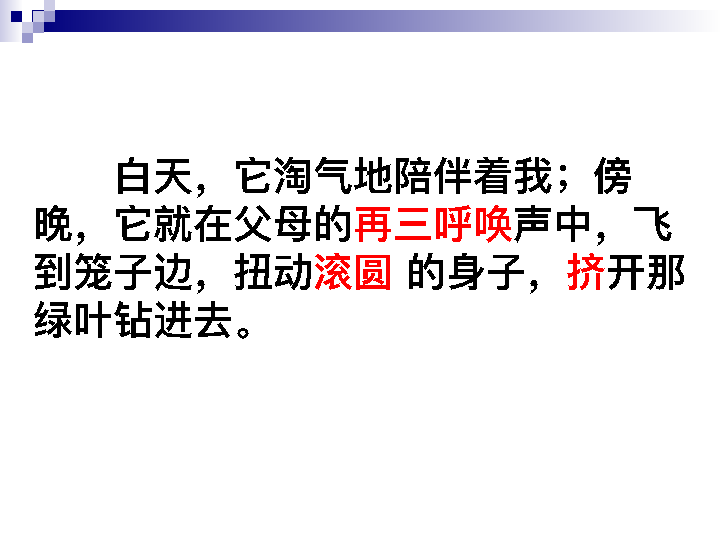 白天，它淘气地陪伴着我；傍
晚，它就在父母的再三呼唤声中，飞
到笼子边，扭动滚圆 的身子，挤开那
绿叶钻进去。